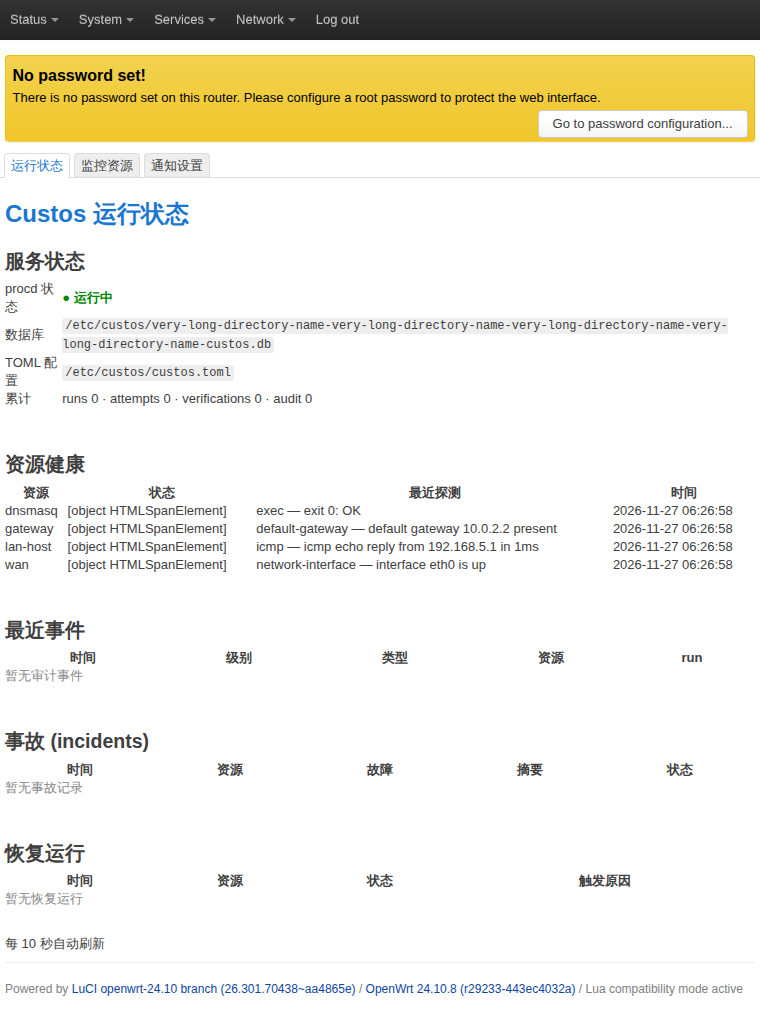 Status System Services Network Log out
No password set!
There is no password set on this router. Please configure a root password to protect the web interface.
Go to password configuration...
运行状态 监控资源 通知设置
Custos 运行状态
服务状态
procd 状态 ● 运行中
数据库 /etc/custos/very-long-directory-name-very-long-directory-name-very-long-directory-name-very-
long-directory-name-custos.db
TOML 配置 /etc/custos/custos.toml
累计 runs 0 · attempts 0 · verifications 0 · audit 0
资源健康
资源 状态 最近探测 时间
dnsmasq [object HTMLSpanElement] exec — exit 0: OK 2026-11-27 06:26:58
gateway [object HTMLSpanElement] default-gateway — default gateway 10.0.2.2 present 2026-11-27 06:26:58
lan-host [object HTMLSpanElement] icmp — icmp echo reply from 192.168.5.1 in 1ms 2026-11-27 06:26:58
wan [object HTMLSpanElement] network-interface — interface eth0 is up 2026-11-27 06:26:58
最近事件
时间 级别 类型 资源 run
暂无审计事件
事故 (incidents)
时间 资源 故障 摘要 状态
暂无事故记录
恢复运行
时间 资源 状态 触发原因
暂无恢复运行
每 10 秒自动刷新
Powered by LuCI openwrt-24.10 branch (26.301.70438~aa4865e) / OpenWrt 24.10.8 (r29233-443ec4032a) / Lua compatibility mode active